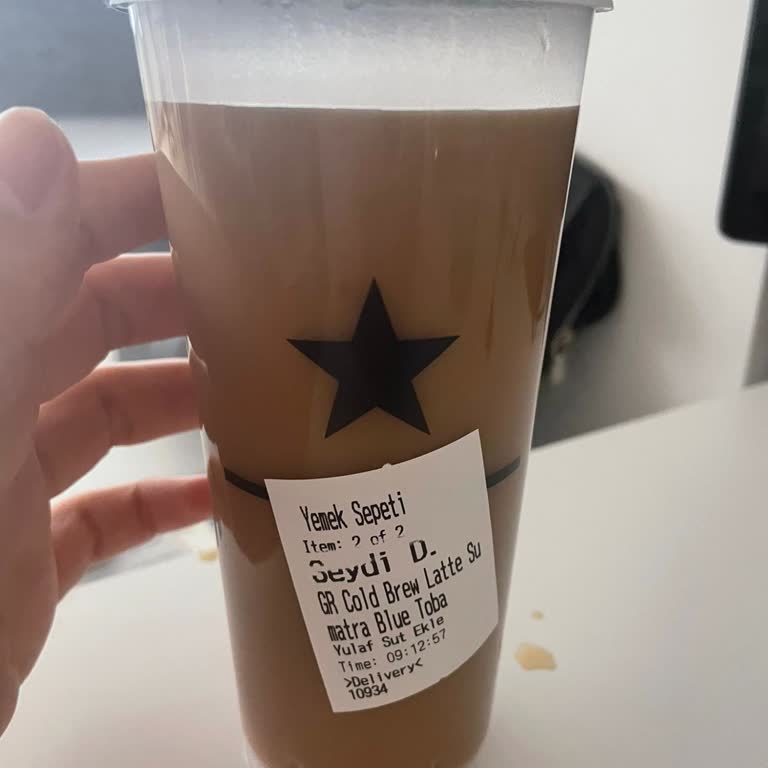 Yemek Sepeti
Item: 2 of 2
Seydi D.
GR Cold Brew Latte Su
matra Blue Toba
Yulaf Sut Ekle
Time: 09:12:57
>Delivery<
10934